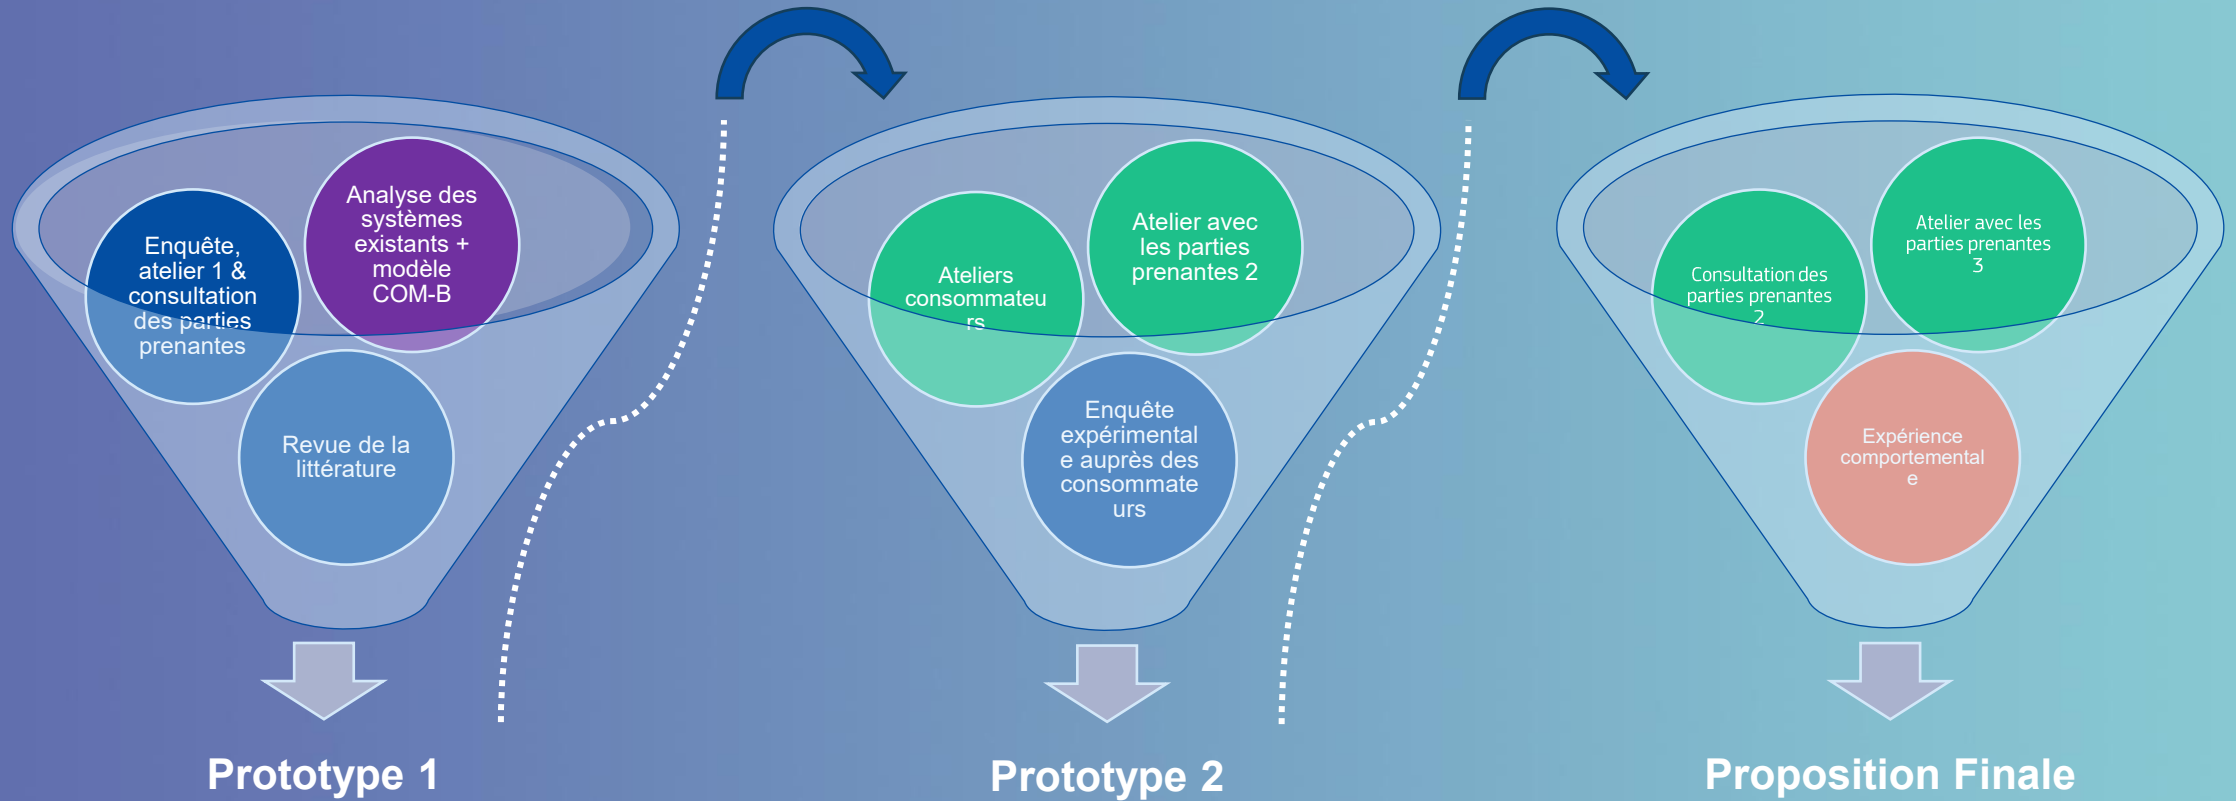 Enquête,
atelier 1 &
consultation
des parties
prenantes
Analyse des
systèmes
existants +
modèle
COM-B
Revue de la
littérature
Prototype 1
Ateliers
consommateu
rs
Atelier avec
les parties
prenantes 2
Enquête
expérimental
e auprès des
consommate
urs
Prototype 2
Consultation des
parties prenantes
2
Atelier avec les
parties prenantes
3
Expérience
comportemental
e
Proposition Finale